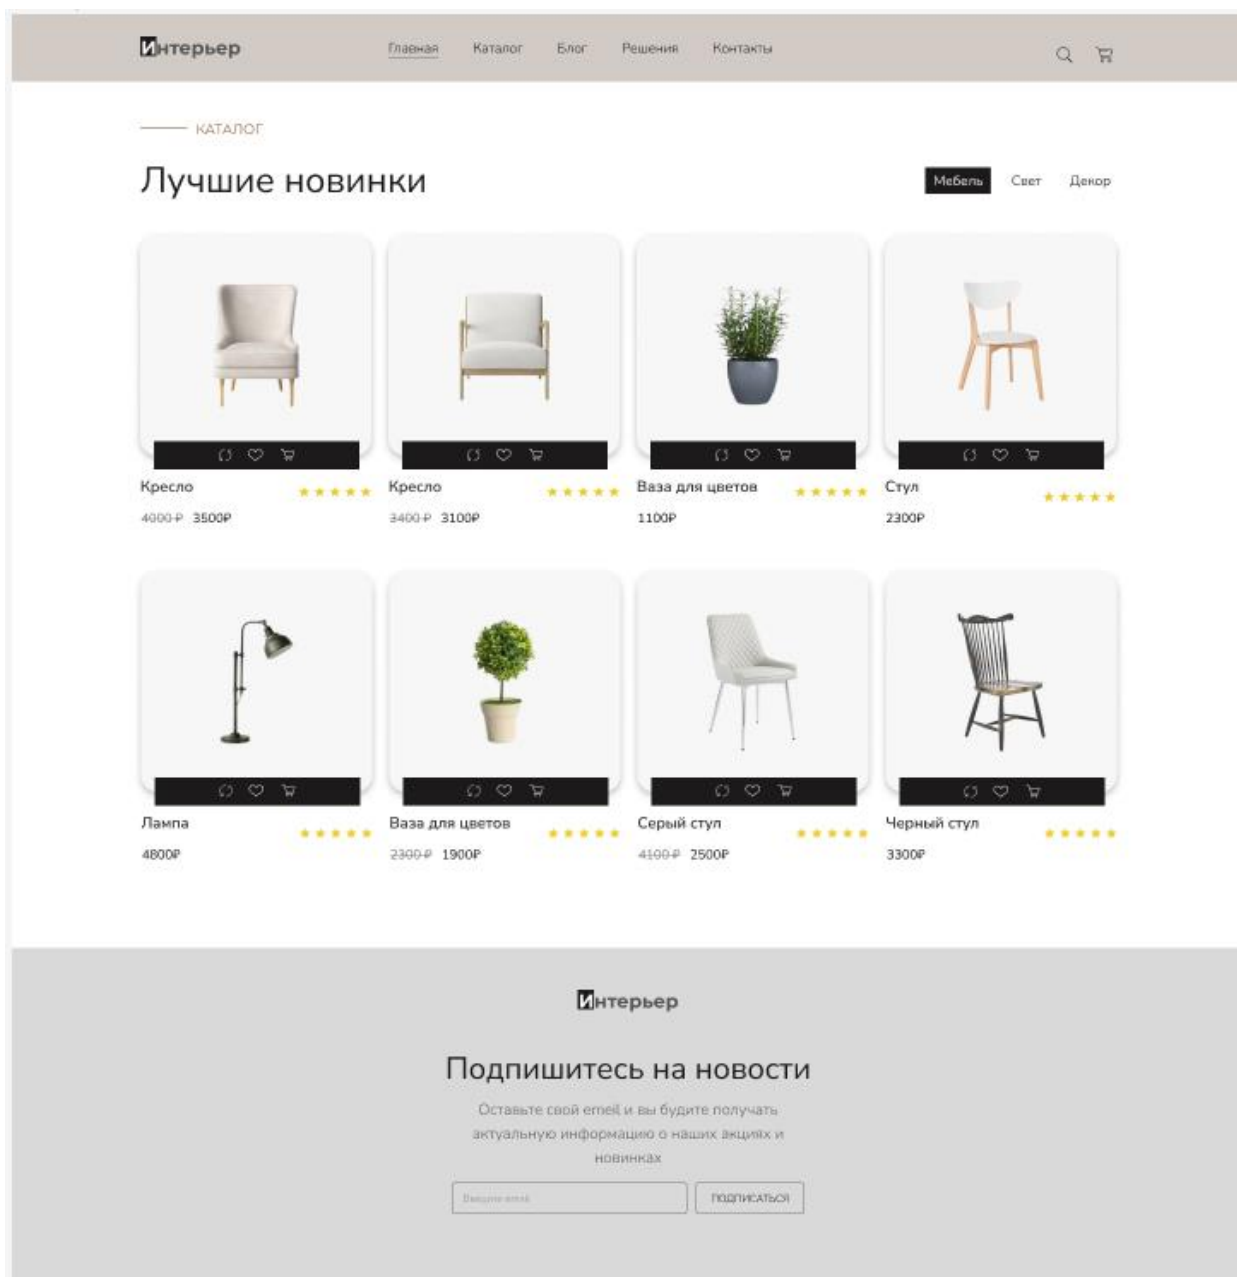 Интерьер
Главная Каталог Блог Решения Контакты
КАТАЛОГ
Лучшие новинки
Мебель Свет Декор
Кресло Кресло Ваза для цветов Стул
4000 ₽ 3500₽ 3400 ₽ 3100₽ 1100₽ 2300₽
Лампа Ваза для цветов Серый стул Черный стул
4800₽ 2300 ₽ 1900₽ 4100 ₽ 2500₽ 3300₽
Интерьер
Подпишитесь на новости
Оставьте свой emeil и вы будите получать
актуальную информацию о наших акциях и
новинках
Введите
ПОДПИСАТЬСЯ